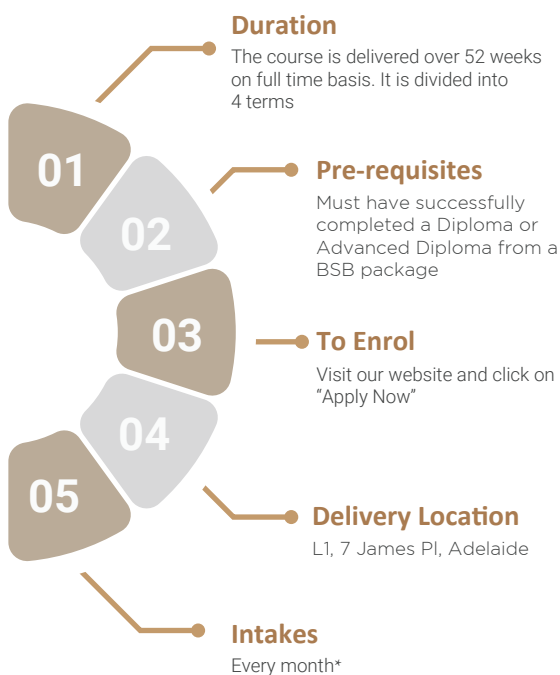 01
Duration
The course is delivered over 52 weeks
on full time basis. It is divided into
4 terms
02
Pre-requisites
Must have successfully
completed a Diploma or
Advanced Diploma from a
BSB package
03
To Enrol
Visit our website and click on
“Apply Now”
04
Delivery Location
L1, 7 James Pl, Adelaide
05
Intakes
Every month*